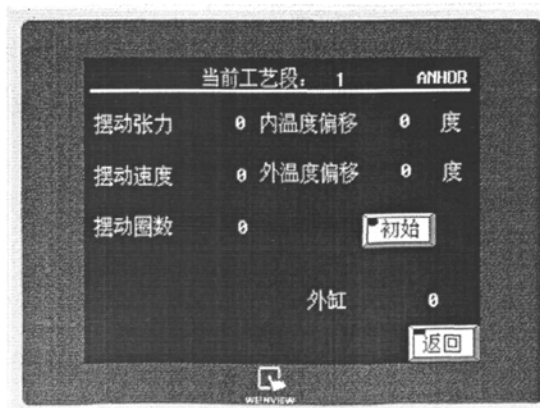 当前工艺段: 1 ANHOR
摆动张力 0 内温度偏移 0 度
摆动速度 0 外温度偏移 0 度
摆动圈数 0 初始
外缸 0
返回
WEINVIEW